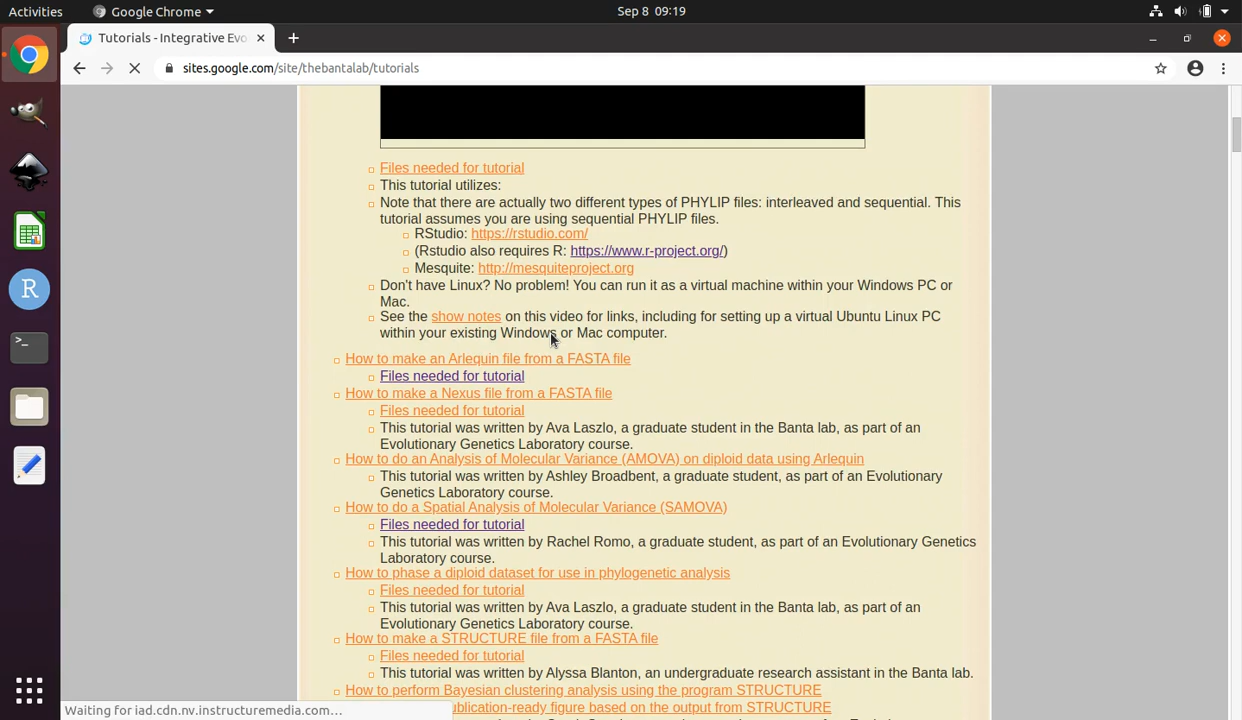 Activities
Google Chrome
Sep 8 09:19
Tutorials - Integrative Evo
sites.google.com/site/thebantalab/tutorials
Files needed for tutorial
This tutorial utilizes:
Note that there are actually two different types of PHYLIP files: interleaved and sequential. This
tutorial assumes you are using sequential PHYLIP files.
RStudio: https://rstudio.com/
(Rstudio also requires R: https://www.r-project.org/)
Mesquite: http://mesquiteproject.org
Don't have Linux? No problem! You can run it as a virtual machine within your Windows PC or
Mac.
See the show notes on this video for links, including for setting up a virtual Ubuntu Linux PC
within your existing Windows or Mac computer.
How to make an Arlequin file from a FASTA file
Files needed for tutorial
How to make a Nexus file from a FASTA file
Files needed for tutorial
This tutorial was written by Ava Laszlo, a graduate student in the Banta lab, as part of an
Evolutionary Genetics Laboratory course.
How to do an Analysis of Molecular Variance (AMOVA) on diploid data using Arlequin
This tutorial was written by Ashley Broadbent, a graduate student, as part of an Evolutionary
Genetics Laboratory course.
How to do a Spatial Analysis of Molecular Variance (SAMOVA)
Files needed for tutorial
This tutorial was written by Rachel Romo, a graduate student, as part of an Evolutionary Genetics
Laboratory course.
How to phase a diploid dataset for use in phylogenetic analysis
Files needed for tutorial
This tutorial was written by Ava Laszlo, a graduate student in the Banta lab, as part of an
Evolutionary Genetics Laboratory course.
How to make a STRUCTURE file from a FASTA file
Files needed for tutorial
This tutorial was written by Alyssa Blanton, an undergraduate research assistant in the Banta lab.
How to perform Bayesian clustering analysis using the program STRUCTURE
ublication-ready figure based on the output from STRUCTURE
Waiting for iad.cdn.nv.instructuremedia.com…
R